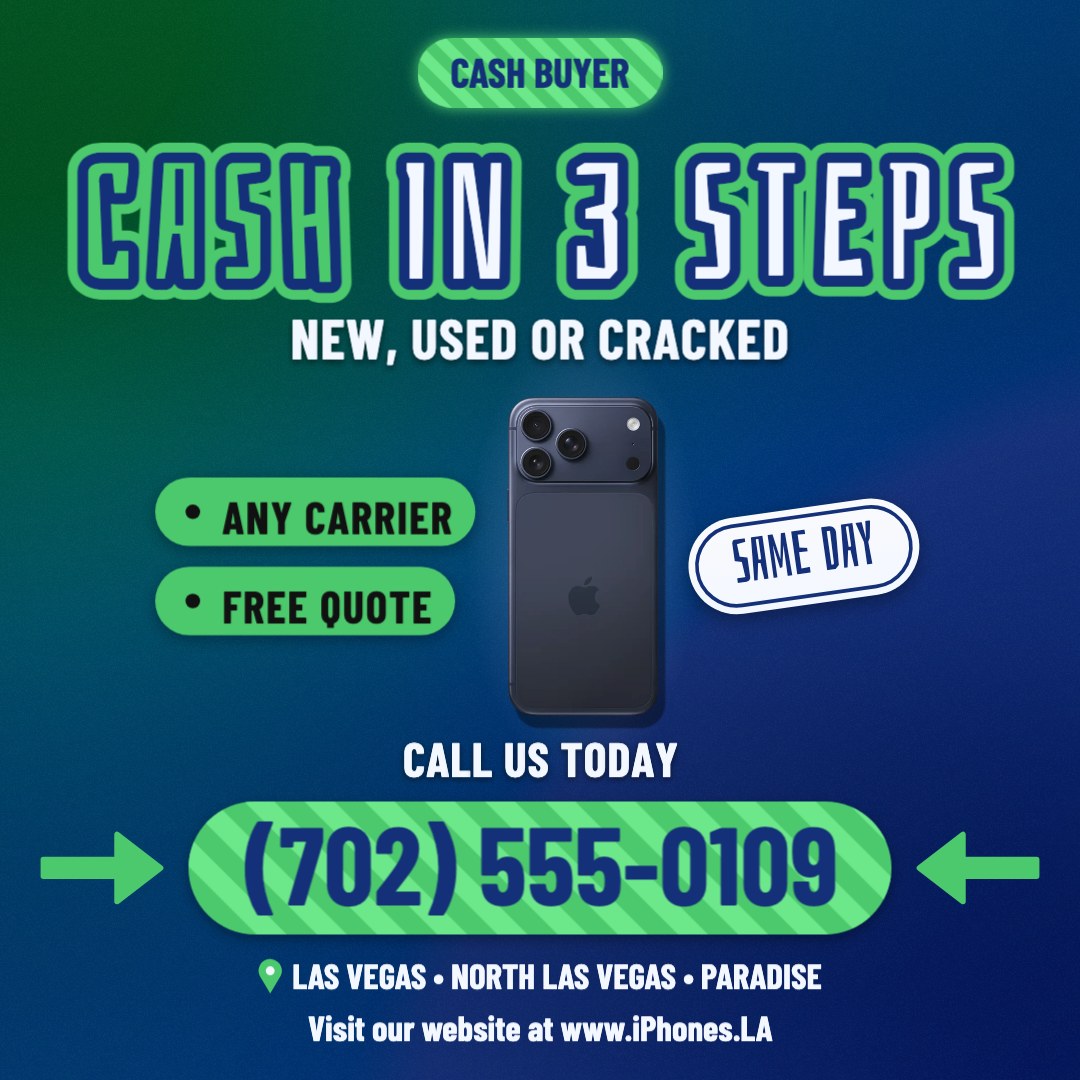 CASH BUYER
CASH IN 3 STEPS
NEW, USED OR CRACKED
• ANY CARRIER
• FREE QUOTE
SAME DAY
CALL US TODAY
(702) 555-0109
LAS VEGAS • NORTH LAS VEGAS • PARADISE
Visit our website at www.iPhones.LA